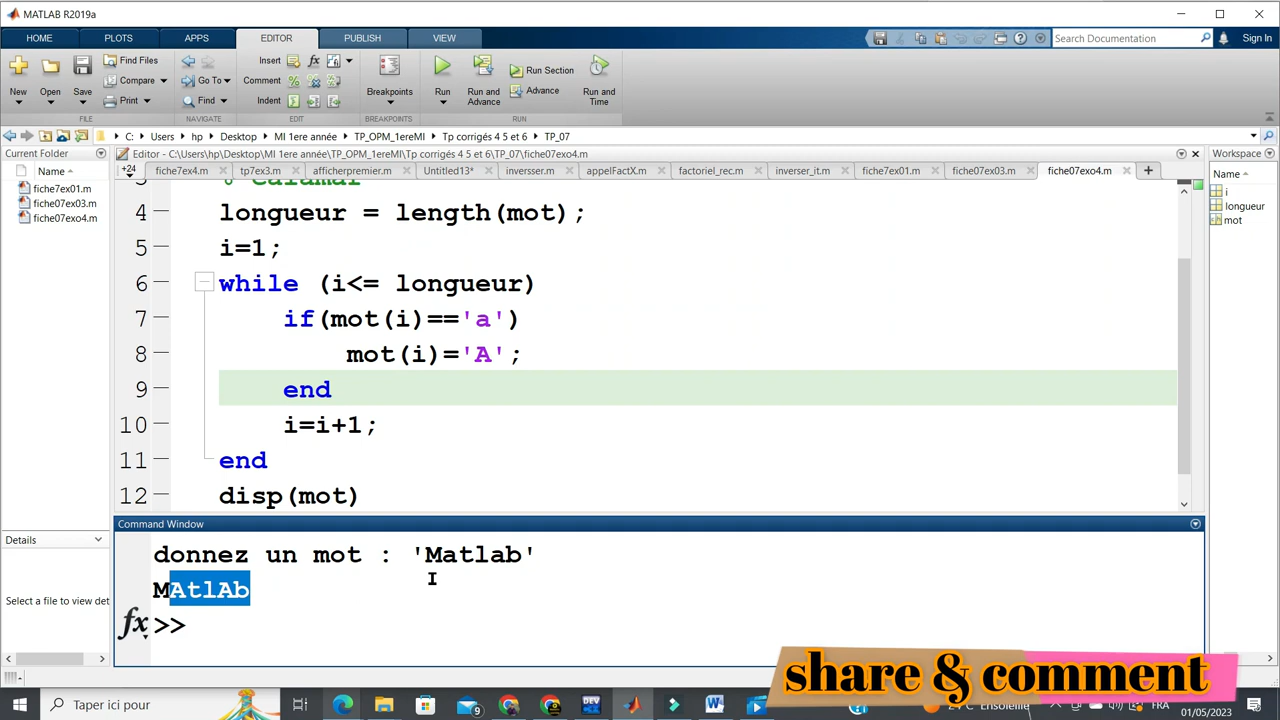 MATLAB R2019a
HOME PLOTS APPS EDITOR PUBLISH VIEW
Search Documentation
Sign In
New Open Save
Find Files
Compare
Print
Go To
Find
Insert
Comment
Indent
Breakpoints
Run
Run and Advance
Run Section
Advance
Run and Time
FILE NAVIGATE EDIT BREAKPOINTS RUN
C: Users hp Desktop MI 1ere année TP_OPM_1ereMI Tp corrigés 4 5 et 6 TP_07
Current Folder
Name
fiche7ex01.m
fiche07ex03.m
fiche07exo4.m
Details
Select a file to view det
Editor - C:\Users\hp\Desktop\MI 1ere année\TP_OPM_1ereMI\Tp corrigés 4 5 et 6\TP_07\fiche07exo4.m
+24 fiche7ex4.m tp7ex3.m afficherpremier.m Untitled13* inversser.m appelFactX.m factoriel_rec.m inverser_it.m fiche7ex01.m fiche07ex03.m fiche07exo4.m
3 % Calamar
4 longueur = length(mot);
5 i=1;
6 while (i<= longueur)
7 if(mot(i)=='a')
8 mot(i)='A';
9 end
10 i=i+1;
11 end
12 disp(mot)
Workspace
Name
i
longueur
mot
Command Window
donnez un mot : 'Matlab'
MAtlAb
fx >>
share & comment
Taper ici pour
Ensoleillé
FRA
01/05/2023